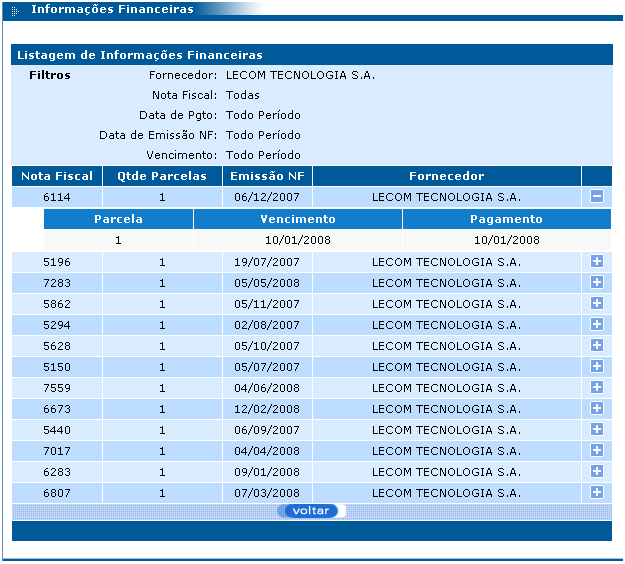 Informações Financeiras
Listagem de Informações Financeiras
Filtros Fornecedor: LECOM TECNOLOGIA S.A.
Nota Fiscal: Todas
Data de Pgto: Todo Período
Data de Emissão NF: Todo Período
Vencimento: Todo Período
Nota Fiscal Qtde Parcelas Emissão NF Fornecedor
6114 1 06/12/2007 LECOM TECNOLOGIA S.A.
Parcela Vencimento Pagamento
1 10/01/2008 10/01/2008
5196 1 19/07/2007 LECOM TECNOLOGIA S.A.
7283 1 05/05/2008 LECOM TECNOLOGIA S.A.
5862 1 05/11/2007 LECOM TECNOLOGIA S.A.
5294 1 02/08/2007 LECOM TECNOLOGIA S.A.
5628 1 05/10/2007 LECOM TECNOLOGIA S.A.
5150 1 05/07/2007 LECOM TECNOLOGIA S.A.
7559 1 04/06/2008 LECOM TECNOLOGIA S.A.
6673 1 12/02/2008 LECOM TECNOLOGIA S.A.
5440 1 06/09/2007 LECOM TECNOLOGIA S.A.
7017 1 04/04/2008 LECOM TECNOLOGIA S.A.
6283 1 09/01/2008 LECOM TECNOLOGIA S.A.
6807 1 07/03/2008 LECOM TECNOLOGIA S.A.
voltar